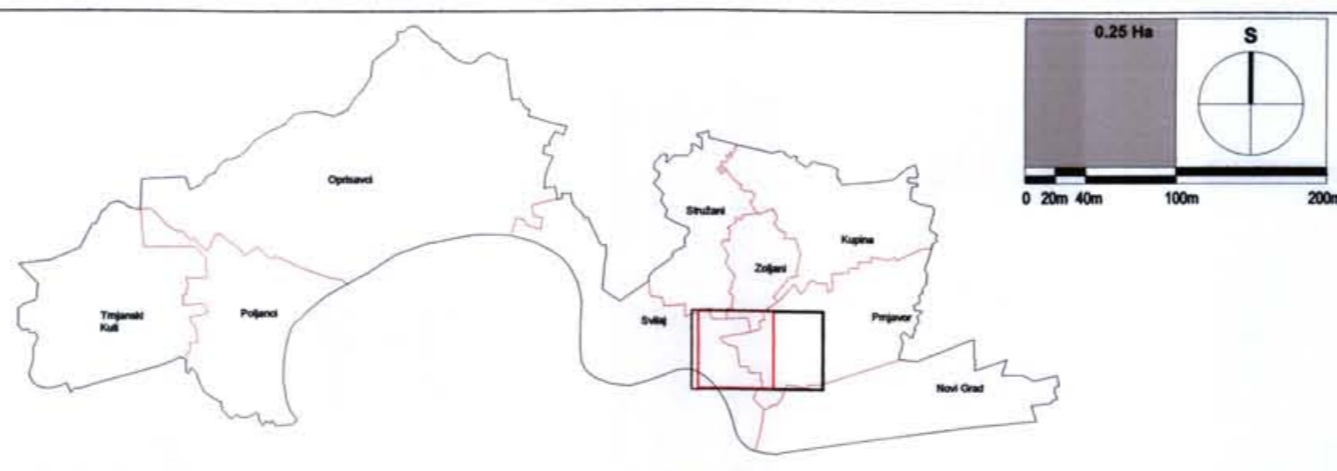 0.25 Ha
S
0 20m 40m 100m 200m
Oprisavci
Stružani
Kupina
Zoljani
Trnjanski
Kuti
Poljanci
Svilaj
Prnjavor
Novi Grad